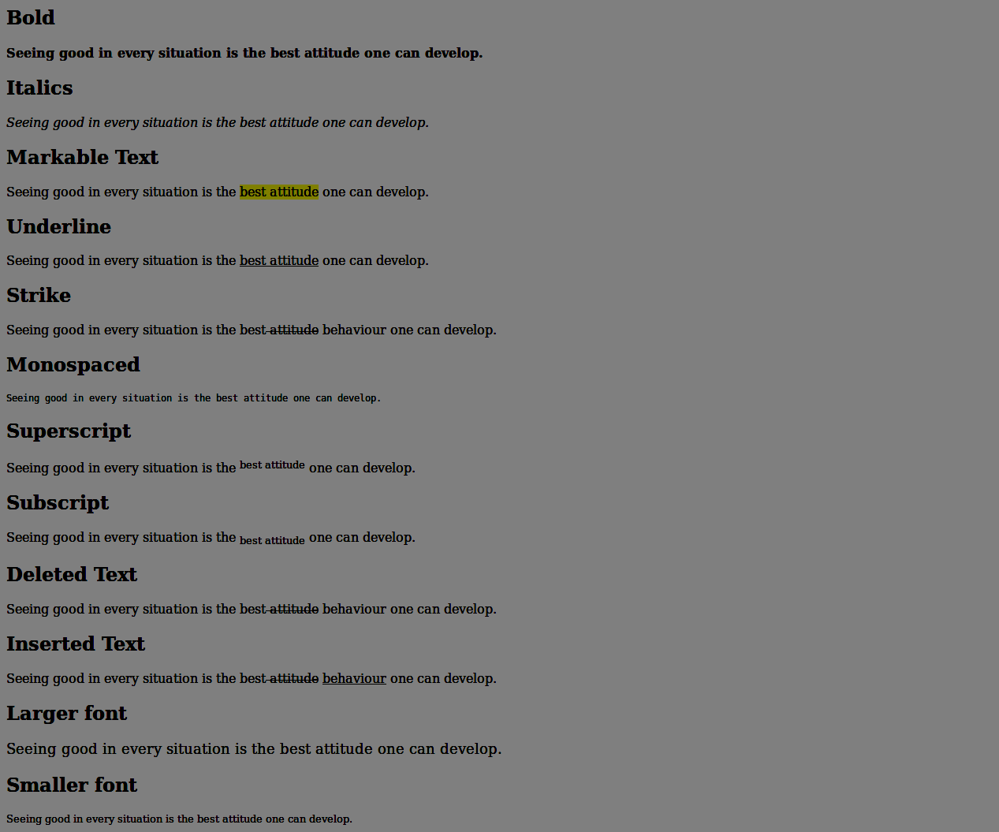 Bold
Seeing good in every situation is the best attitude one can develop.
Italics
Seeing good in every situation is the best attitude one can develop.
Markable Text
Seeing good in every situation is the best attitude one can develop.
Underline
Seeing good in every situation is the best attitude one can develop.
Strike
Seeing good in every situation is the best attitude behaviour one can develop.
Monospaced
Seeing good in every situation is the best attitude one can develop.
Superscript
Seeing good in every situation is the best attitude one can develop.
Subscript
Seeing good in every situation is the best attitude one can develop.
Deleted Text
Seeing good in every situation is the best attitude behaviour one can develop.
Inserted Text
Seeing good in every situation is the best attitude behaviour one can develop.
Larger font
Seeing good in every situation is the best attitude one can develop.
Smaller font
Seeing good in every situation is the best attitude one can develop.